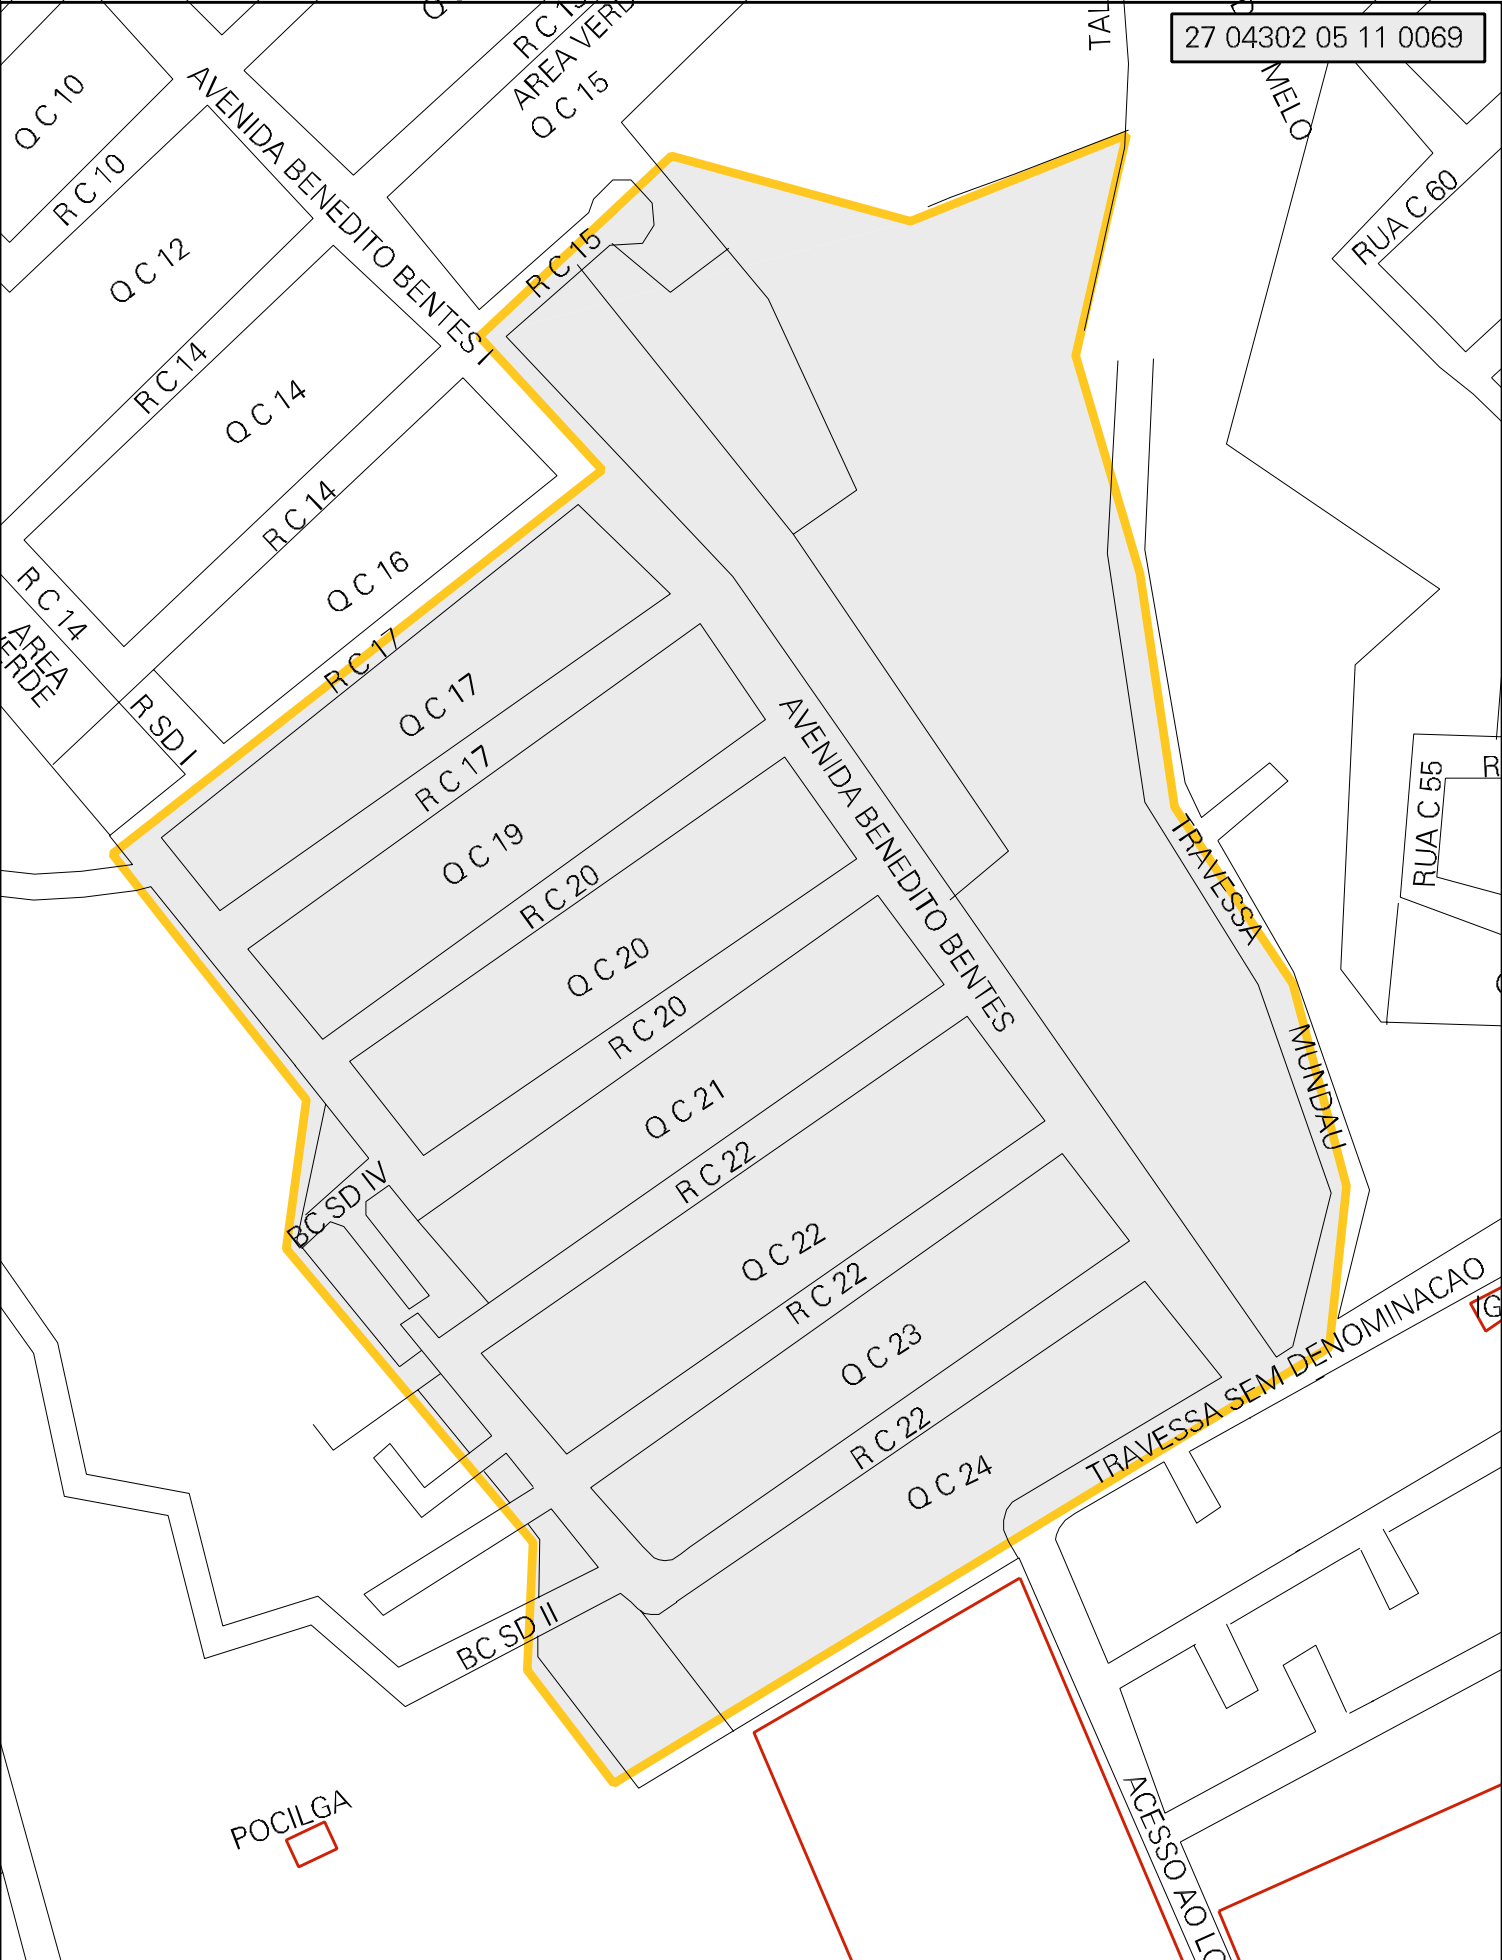 27 04302 05 11 0069
R C 15
AREA VERDE
Q C 15
TAL
MELO
Q C 10
R C 10
AVENIDA BENEDITO BENTES I
RUA C 60
Q C 12
R C 15
R C 14
Q C 14
R C 14
Q C 16
R C 14
AREA
VERDE
R SD I
R C 17
Q C 17
R C 17
AVENIDA BENEDITO BENTES
Q C 19
R C 20
Q C 20
R C 20
RUA C 55
R
TRAVESSA
MUNDAU
Q C 21
R C 22
BC SD IV
Q C 22
R C 22
Q C 23
R C 22
Q C 24
TRAVESSA SEM DENOMINACAO
IG
BC SD II
POCILGA
ACESSO AO LO